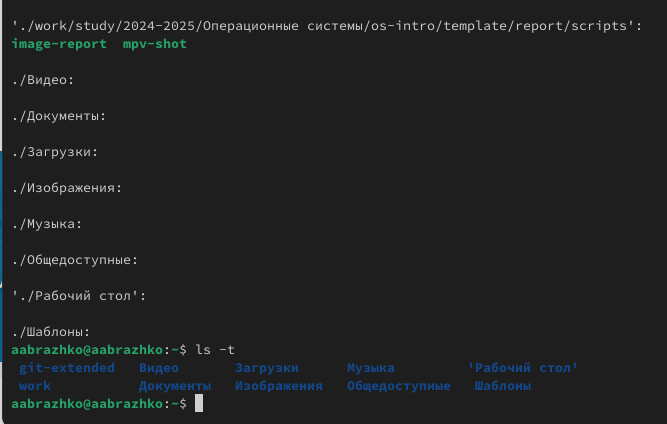 './work/study/2024-2025/Операционные системы/os-intro/template/report/scripts':
image-report  mpv-shot
./Видео:
./Документы:
./Загрузки:
./Изображения:
./Музыка:
./Общедоступные:
'./Рабочий стол':
./Шаблоны:
aabrazhko@aabrazhko:~$ ls -t
git-extended  Видео  Загрузки  Музыка  'Рабочий стол'
work  Документы  Изображения  Общедоступные  Шаблоны
aabrazhko@aabrazhko:~$